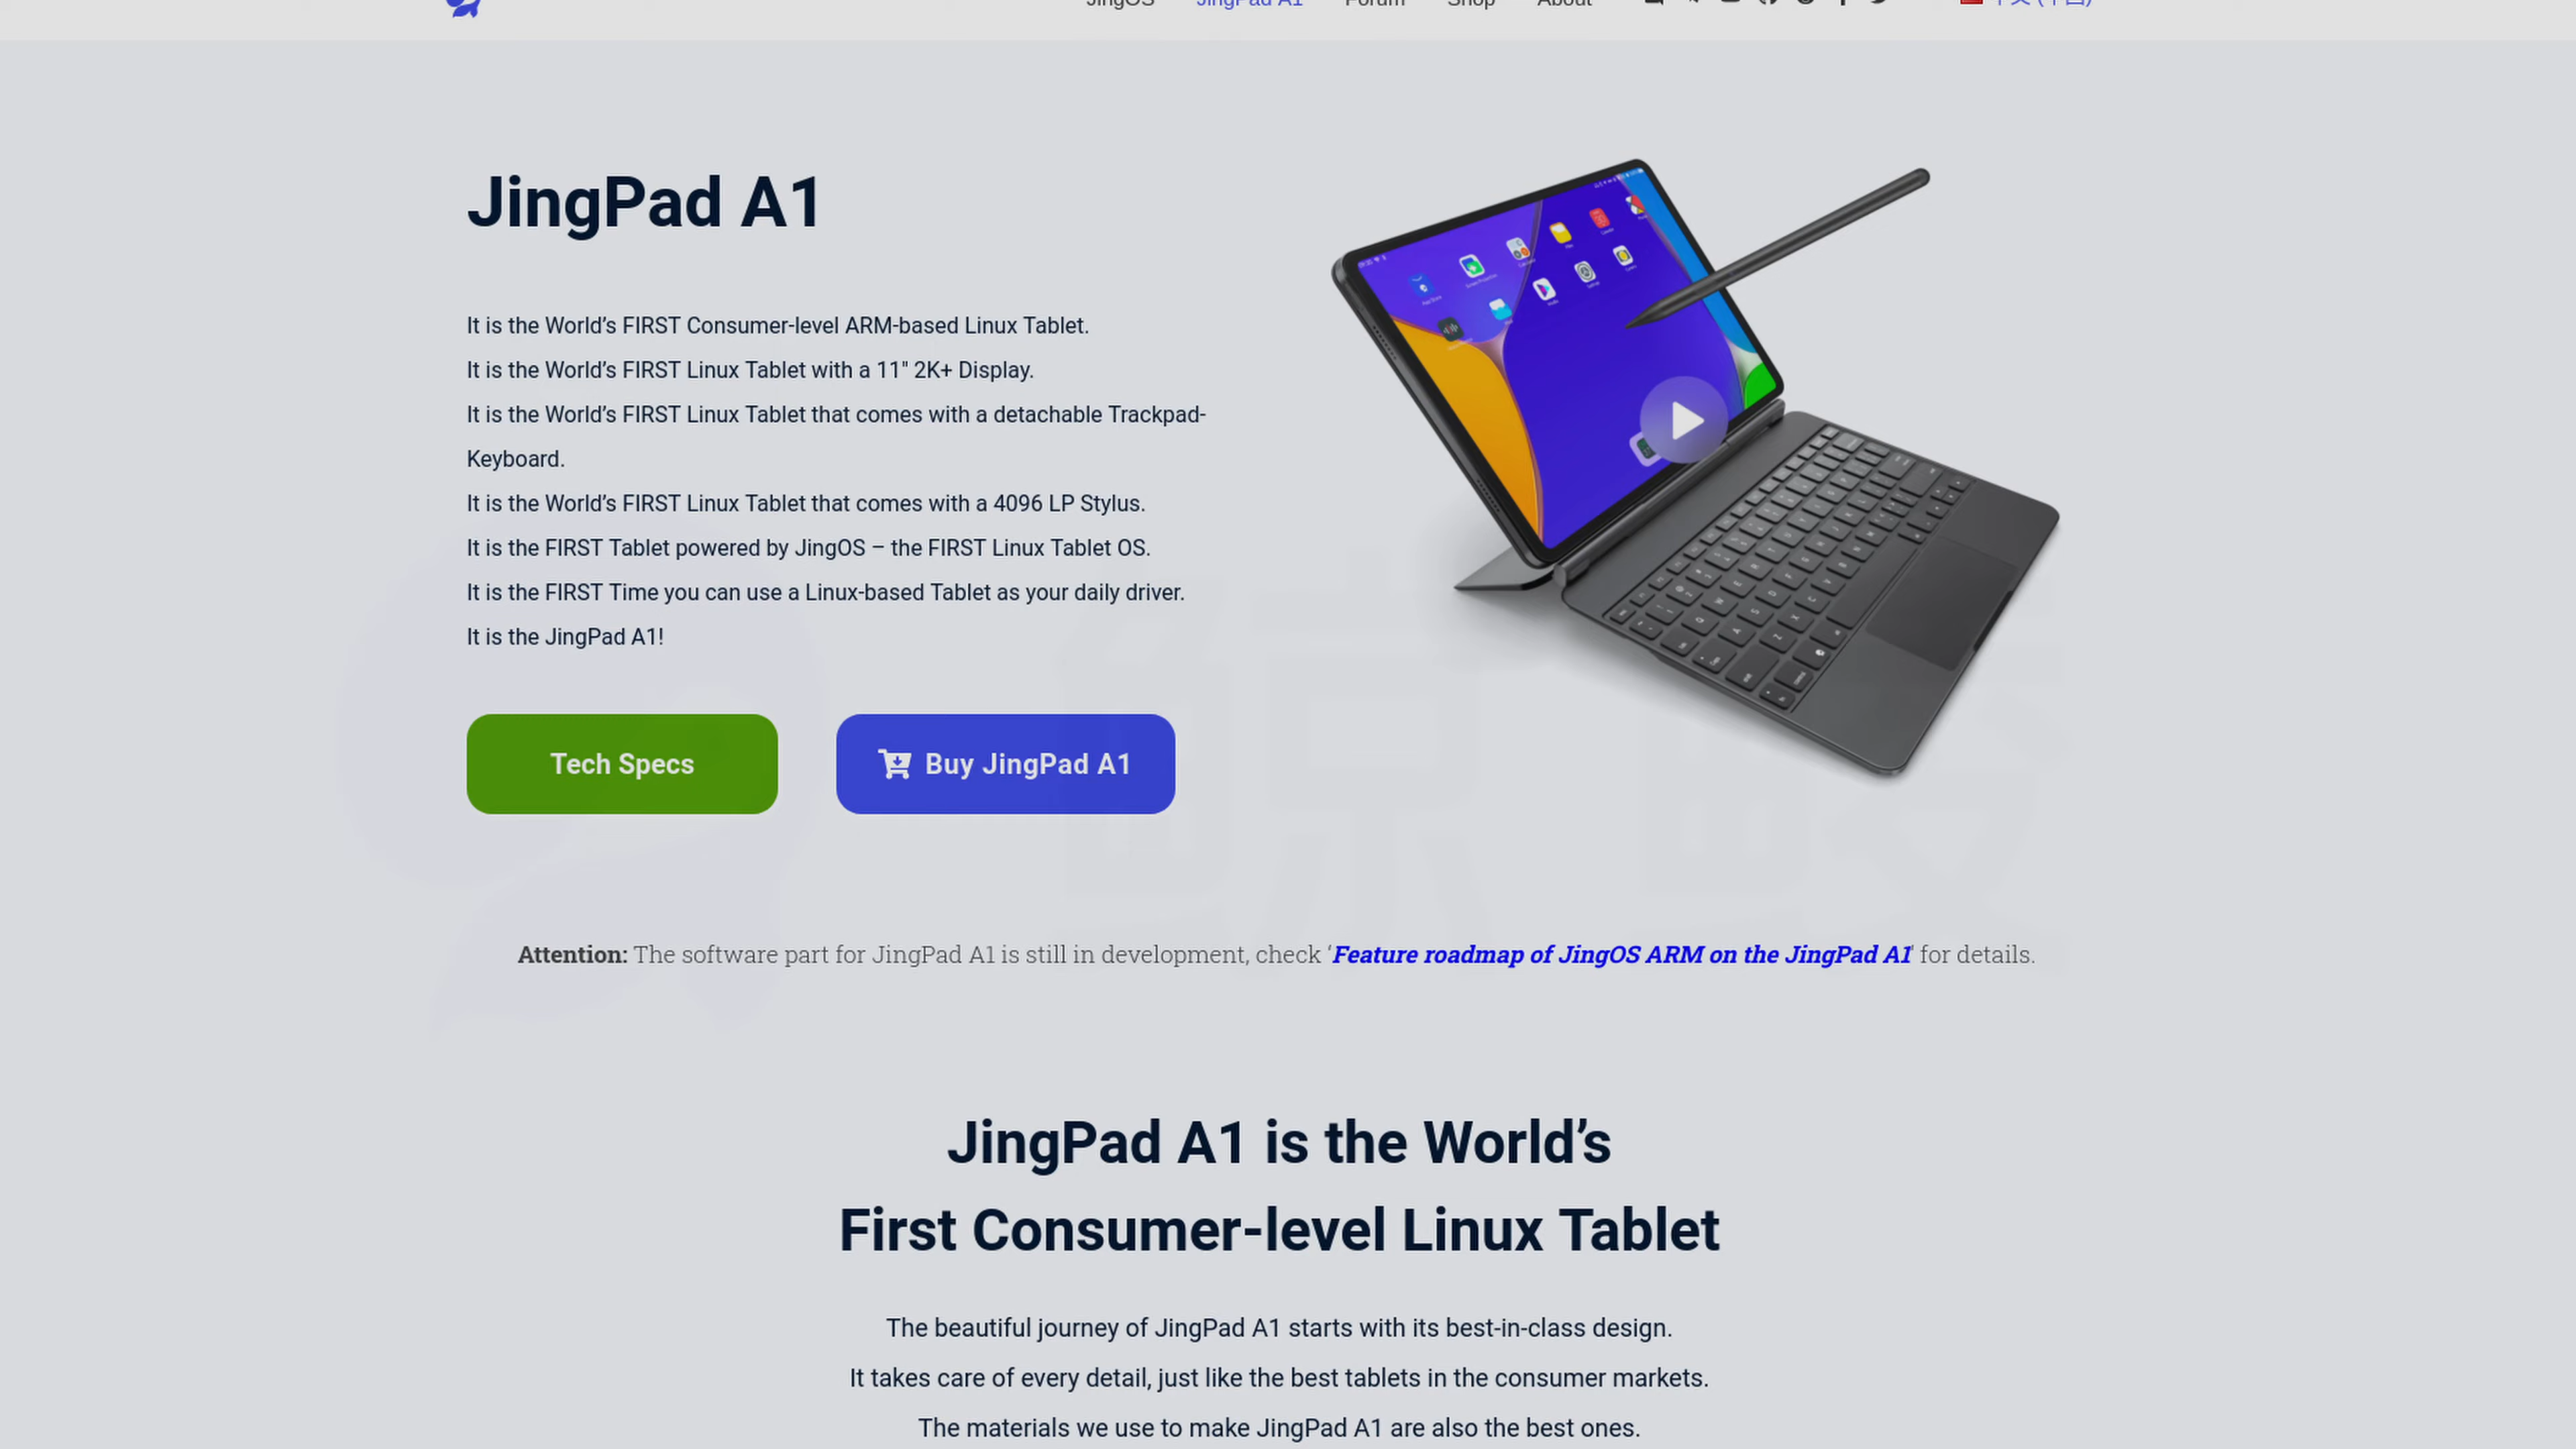 JingOS JingPad A1 Forum Shop About 中文 (中国)
JingPad A1
It is the World’s FIRST Consumer-level ARM-based Linux Tablet.
It is the World’s FIRST Linux Tablet with a 11" 2K+ Display.
It is the World’s FIRST Linux Tablet that comes with a detachable Trackpad-
Keyboard.
It is the World’s FIRST Linux Tablet that comes with a 4096 LP Stylus.
It is the FIRST Tablet powered by JingOS – the FIRST Linux Tablet OS.
It is the FIRST Time you can use a Linux-based Tablet as your daily driver.
It is the JingPad A1!
Tech Specs
Buy JingPad A1
Attention: The software part for JingPad A1 is still in development, check 'Feature roadmap of JingOS ARM on the JingPad A1' for details.
JingPad A1 is the World’s
First Consumer-level Linux Tablet
The beautiful journey of JingPad A1 starts with its best-in-class design.
It takes care of every detail, just like the best tablets in the consumer markets.
The materials we use to make JingPad A1 are also the best ones.